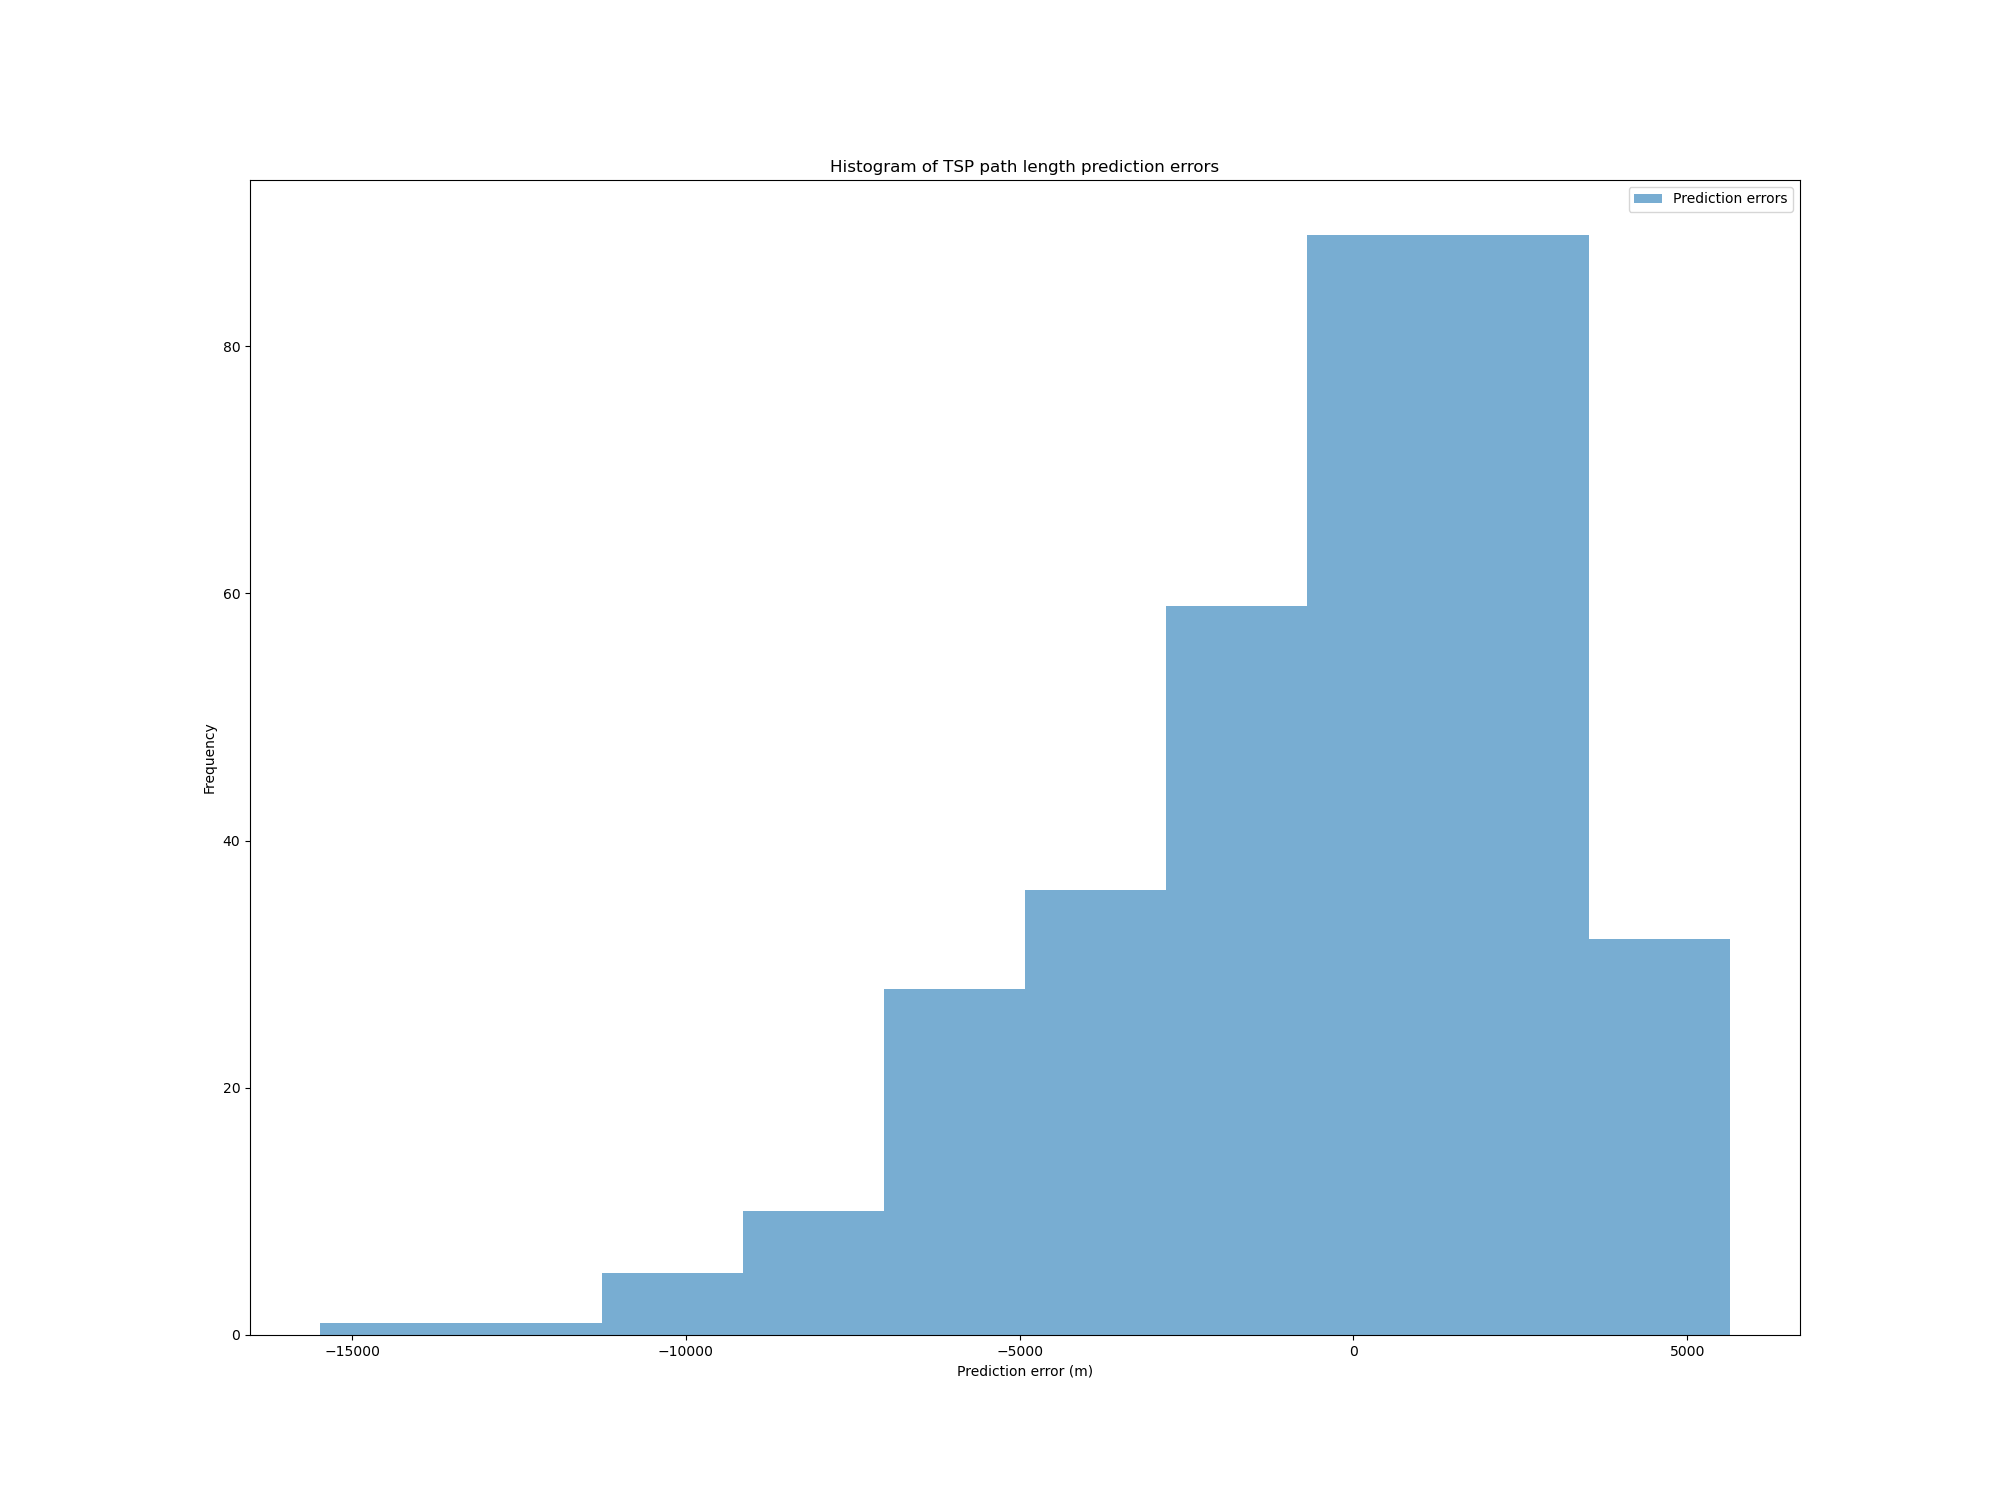 Histogram of TSP path length prediction errors
Prediction errors
80
60
40
20
0
Frequency
−15000 −10000 −5000 0 5000
Prediction error (m)